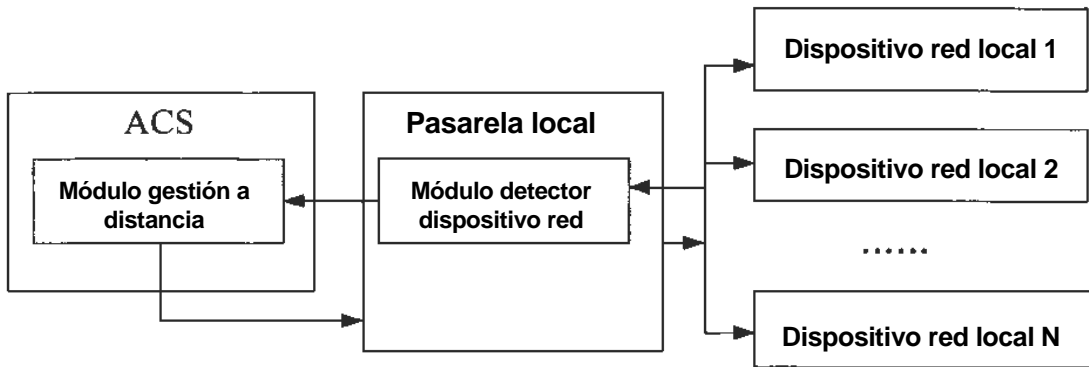 ACS
Módulo gestión a
distancia
Pasarela local
Módulo detector
dispositivo red
Dispositivo red local 1
Dispositivo red local 2
......
Dispositivo red local N